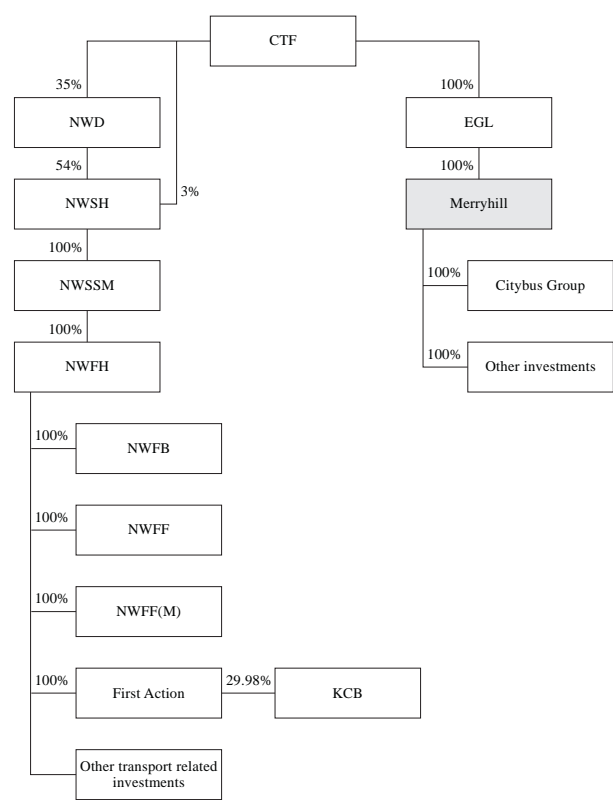 CTF
35%
100%
NWD
EGL
54%
100%
NWSH
3%
Merryhill
100%
NWSSM
100%
Citybus Group
100%
NWFH
100%
Other investments
100%
NWFB
100%
NWFF
100%
NWFF(M)
100%
First Action
29.98%
KCB
Other transport related
investments